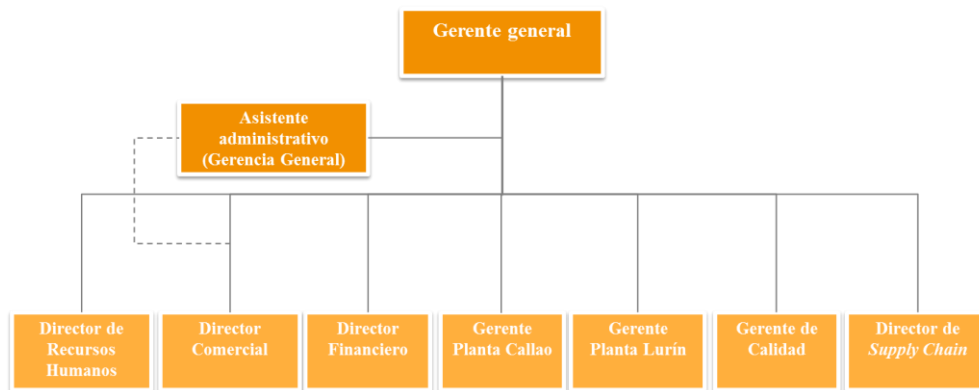 Gerente general
Asistente
administrativo
(Gerencia General)
Director de
Recursos
Humanos
Director
Comercial
Director
Financiero
Gerente
Planta Callao
Gerente
Planta Lurín
Gerente de
Calidad
Director de
Supply Chain